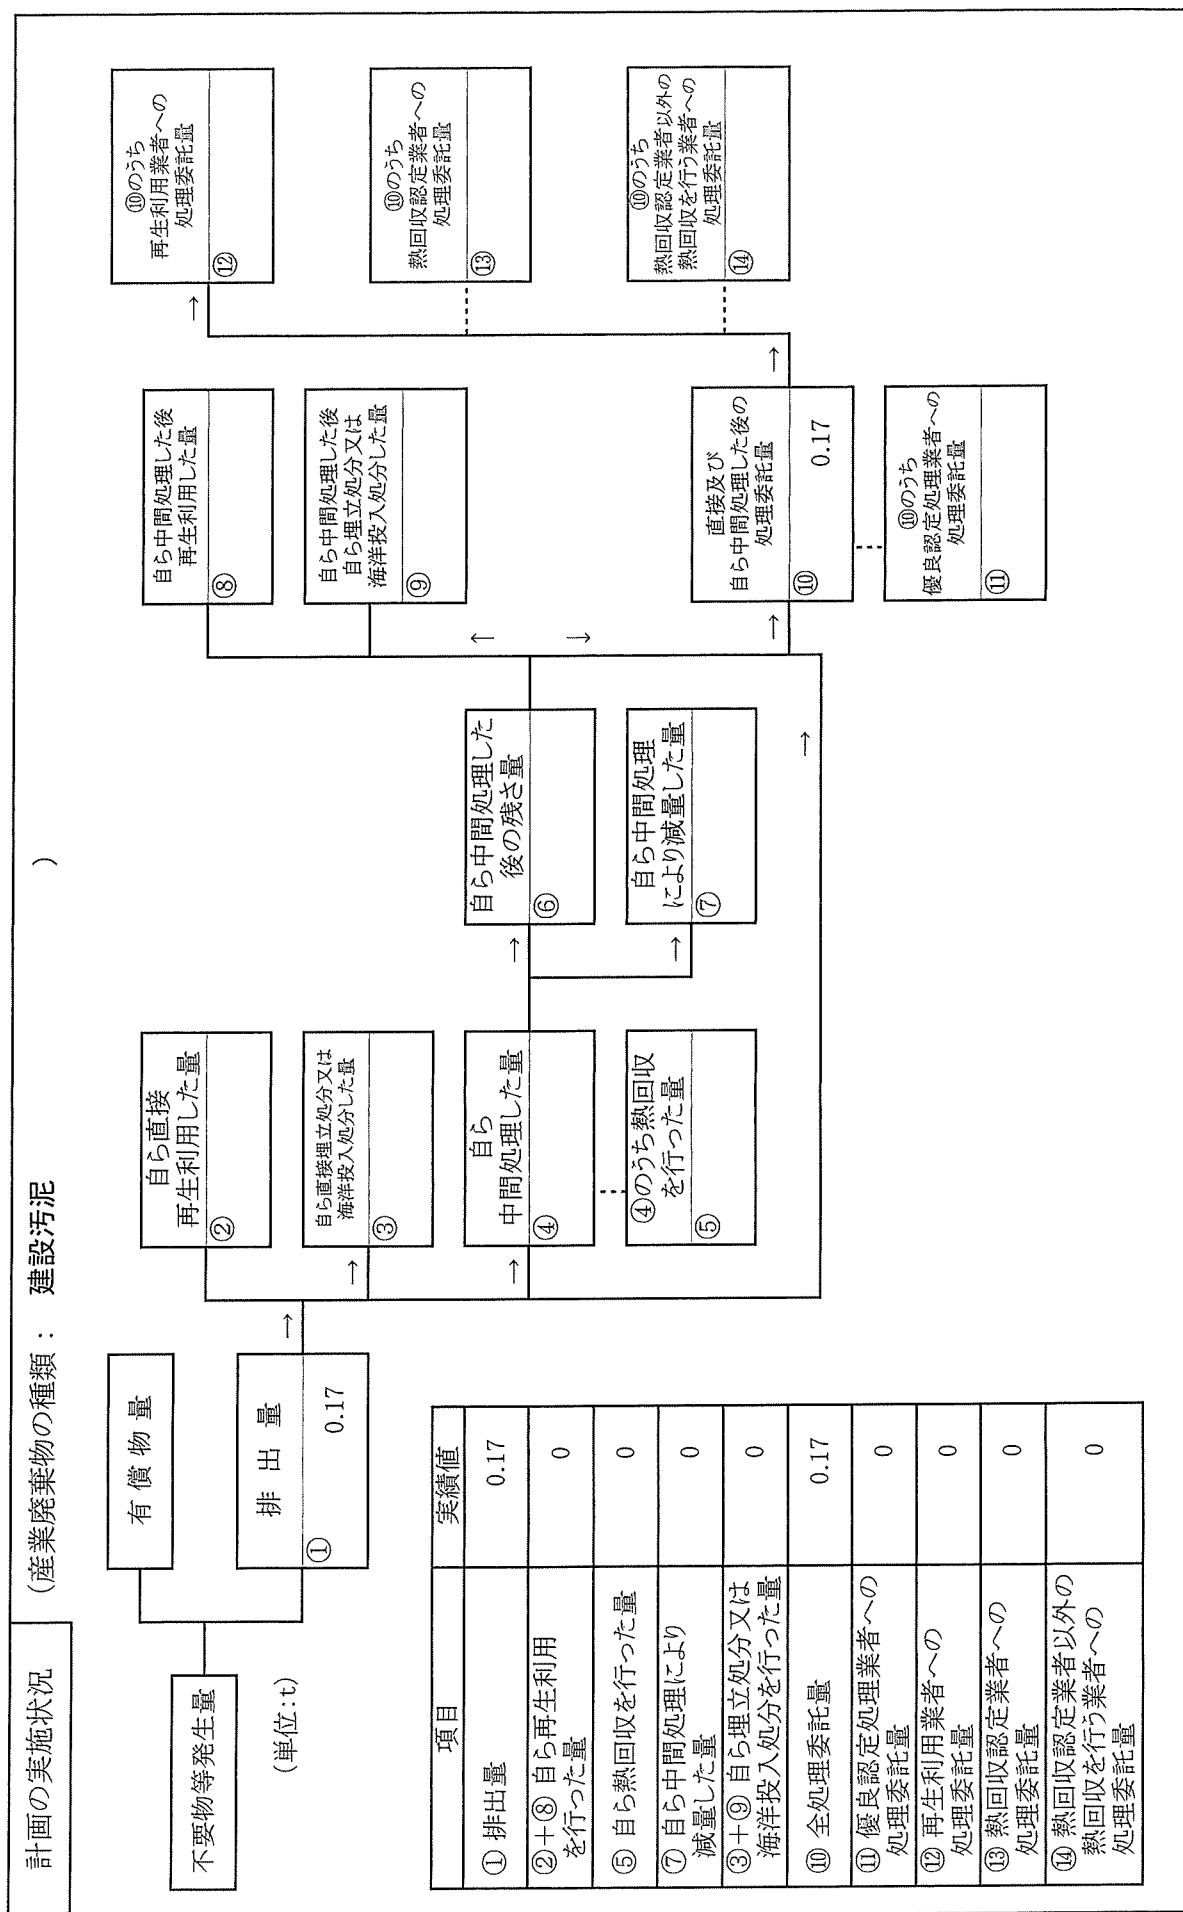 計画の実施状況
(産業廃棄物の種類： 建設汚泥 )
不要物等発生量
(単位：t)
有償物量
排出量
① 0.17
→
自ら直接
再生利用した量
②
→
自ら直接埋立処分又は
海洋投入処分した量
③
→
自ら
中間処理した量
④
④のうち熱回収
を行った量
⑤
→
自ら中間処理した
後の残さ量
⑥
→
自ら中間処理
により減量した量
⑦
→
自ら中間処理した後
再生利用した量
⑧
自ら中間処理した後
自ら埋立処分又は
海洋投入処分した量
⑨
↑
↓
→
直接及び
自ら中間処理した後の
処理委託量
⑩ 0.17
⑩のうち
優良認定処理業者への
処理委託量
⑪
→
→
⑩のうち
再生利用業者への
処理委託量
⑫
⑩のうち
熱回収認定業者への
処理委託量
⑬
⑩のうち
熱回収認定業者以外の
熱回収を行う業者への
処理委託量
⑭
項目 実績値
① 排出量 0.17
②＋⑧ 自ら再生利用
を行った量 0
⑤ 自ら熱回収を行った量 0
⑦ 自ら中間処理により
減量した量 0
③＋⑨ 自ら埋立処分又は
海洋投入処分を行った量 0
⑩ 全処理委託量 0.17
⑪ 優良認定処理業者への
処理委託量 0
⑫ 再生利用業者への
処理委託量 0
⑬ 熱回収認定業者への
処理委託量 0
⑭ 熱回収認定業者以外の
熱回収を行う業者への
処理委託量 0